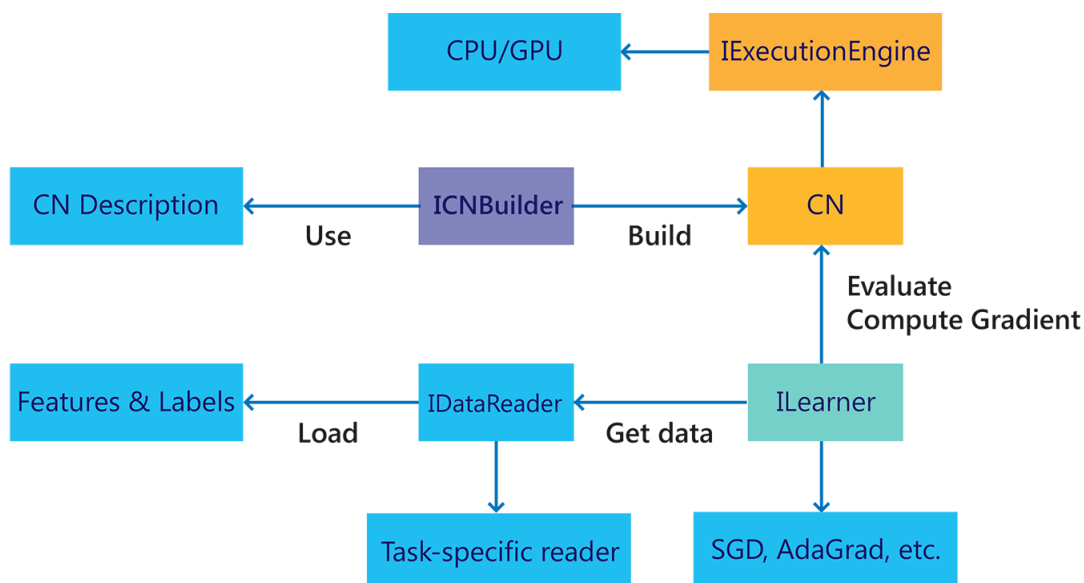 CPU/GPU
IExecutionEngine
CN Description
Use
ICNBuilder
Build
CN
Evaluate
Compute Gradient
Features & Labels
Load
IDataReader
Get data
ILearner
Task-specific reader
SGD, AdaGrad, etc.